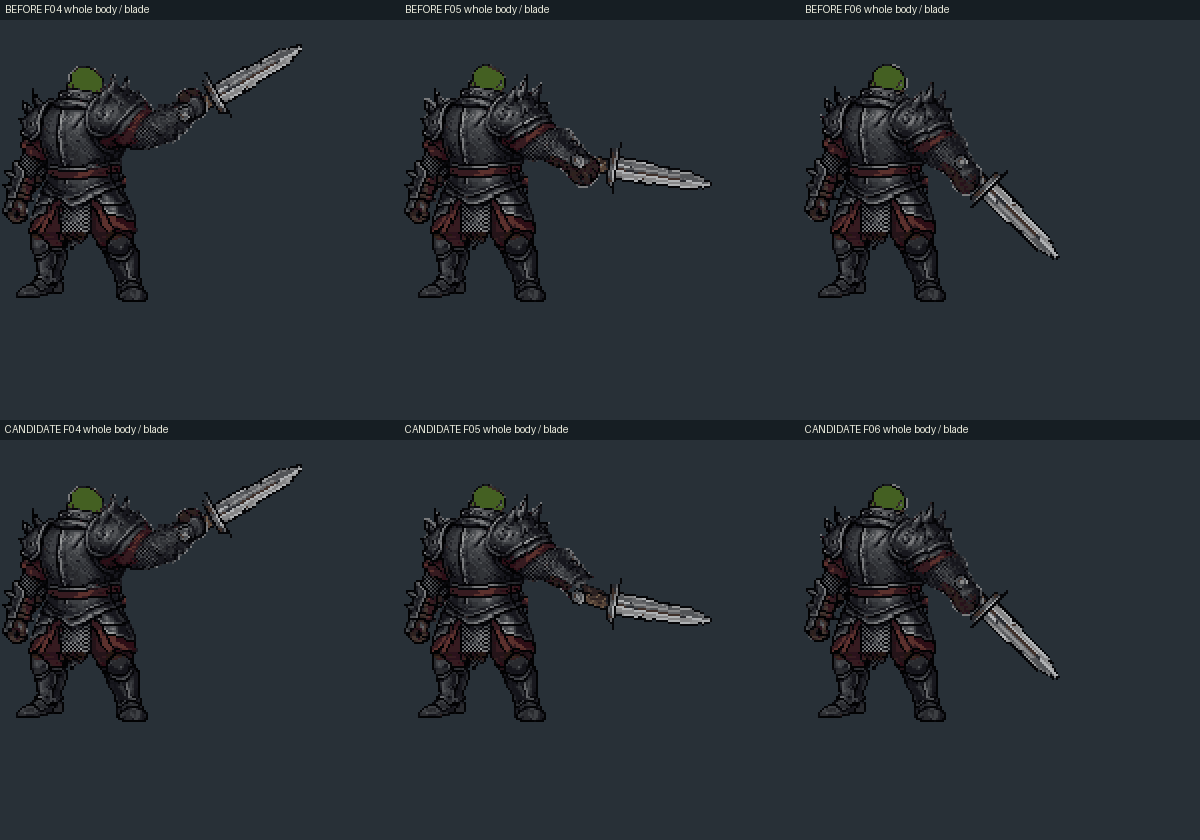 BEFORE F04 whole body / blade
BEFORE F05 whole body / blade
BEFORE F06 whole body / blade
CANDIDATE F04 whole body / blade
CANDIDATE F05 whole body / blade
CANDIDATE F06 whole body / blade